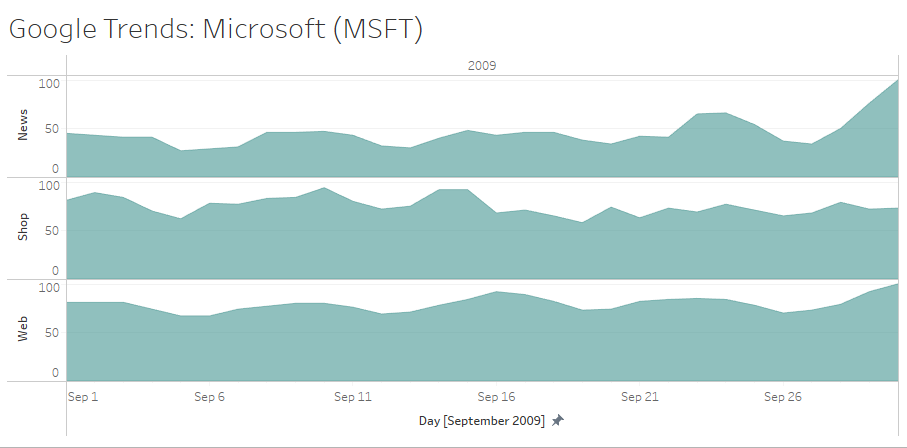 Google Trends: Microsoft (MSFT)
2009
News
100
50
0
Shop
100
50
0
Web
100
50
0
Sep 1 Sep 6 Sep 11 Sep 16 Sep 21 Sep 26
Day [September 2009]